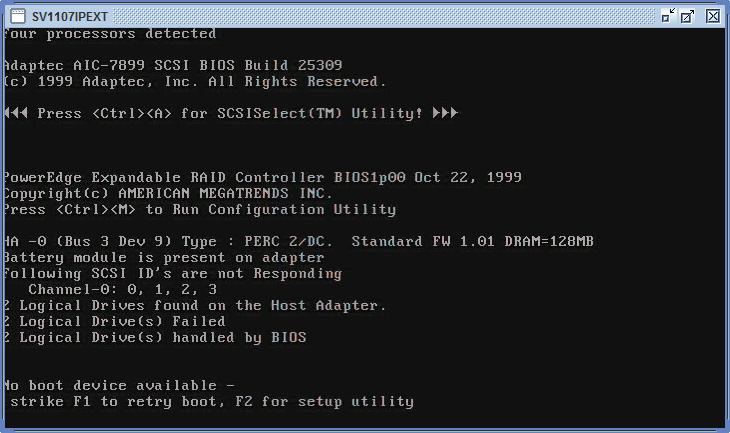 SV1107IPEXT
Four processors detected
Adaptec AIC-7899 SCSI BIOS Build 25309
(c) 1999 Adaptec, Inc. All Rights Reserved.
◄◄◄ Press <Ctrl><A> for SCSISelect(TM) Utility! ►►►
PowerEdge Expandable RAID Controller BIOS1p00 Oct 22, 1999
Copyright(c) AMERICAN MEGATRENDS INC.
Press <Ctrl><M> to Run Configuration Utility
HA -0 (Bus 3 Dev 9) Type : PERC 2/DC.  Standard FW 1.01 DRAM=128MB
Battery module is present on adapter
Following SCSI ID's are not Responding
Channel-0: 0, 1, 2, 3
2 Logical Drives found on the Host Adapter.
2 Logical Drive(s) Failed
2 Logical Drive(s) handled by BIOS
No boot device available -
strike F1 to retry boot, F2 for setup utility